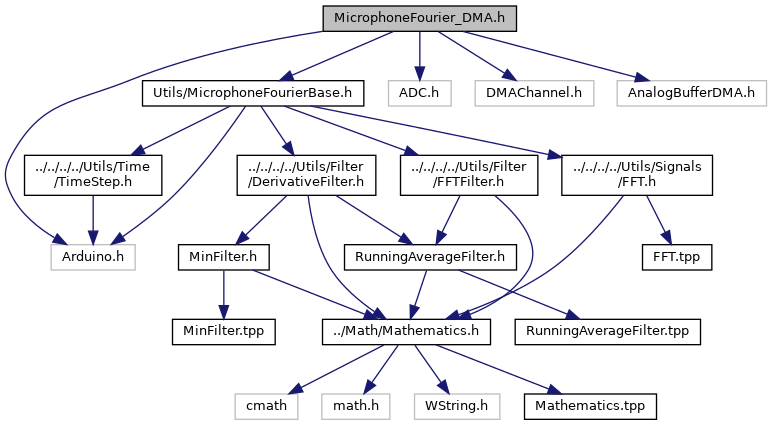 MicrophoneFourier_DMA.h
Utils/MicrophoneFourierBase.h
ADC.h
DMAChannel.h
AnalogBufferDMA.h
../../../../Utils/Time
/TimeStep.h
../../../../Utils/Filter
/DerivativeFilter.h
../../../../Utils/Filter
/FFTFilter.h
../../../../Utils/Signals
/FFT.h
Arduino.h
MinFilter.h
RunningAverageFilter.h
FFT.tpp
MinFilter.tpp
../Math/Mathematics.h
RunningAverageFilter.tpp
cmath
math.h
WString.h
Mathematics.tpp